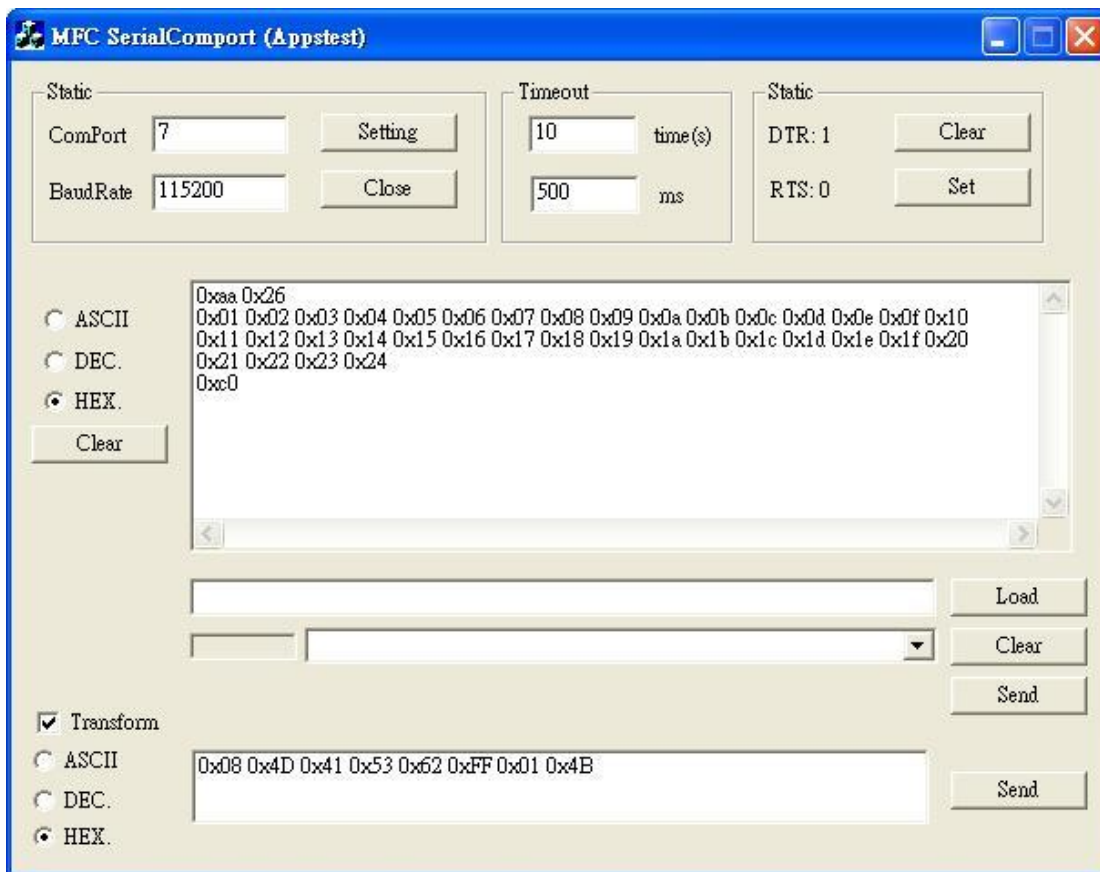 MFC SerialComport (Appstest)
Static
ComPort 7 Setting
BaudRate 115200 Close
Timeout
10 time(s)
500 ms
Static
DTR: 1 Clear
RTS: 0 Set
ASCII
DEC.
HEX.
Clear
0xaa 0x26
0x01 0x02 0x03 0x04 0x05 0x06 0x07 0x08 0x09 0x0a 0x0b 0x0c 0x0d 0x0e 0x0f 0x10
0x11 0x12 0x13 0x14 0x15 0x16 0x17 0x18 0x19 0x1a 0x1b 0x1c 0x1d 0x1e 0x1f 0x20
0x21 0x22 0x23 0x24
0xc0
Load
Clear
Send
Transform
ASCII
DEC.
HEX.
0x08 0x4D 0x41 0x53 0x62 0xFF 0x01 0x4B
Send